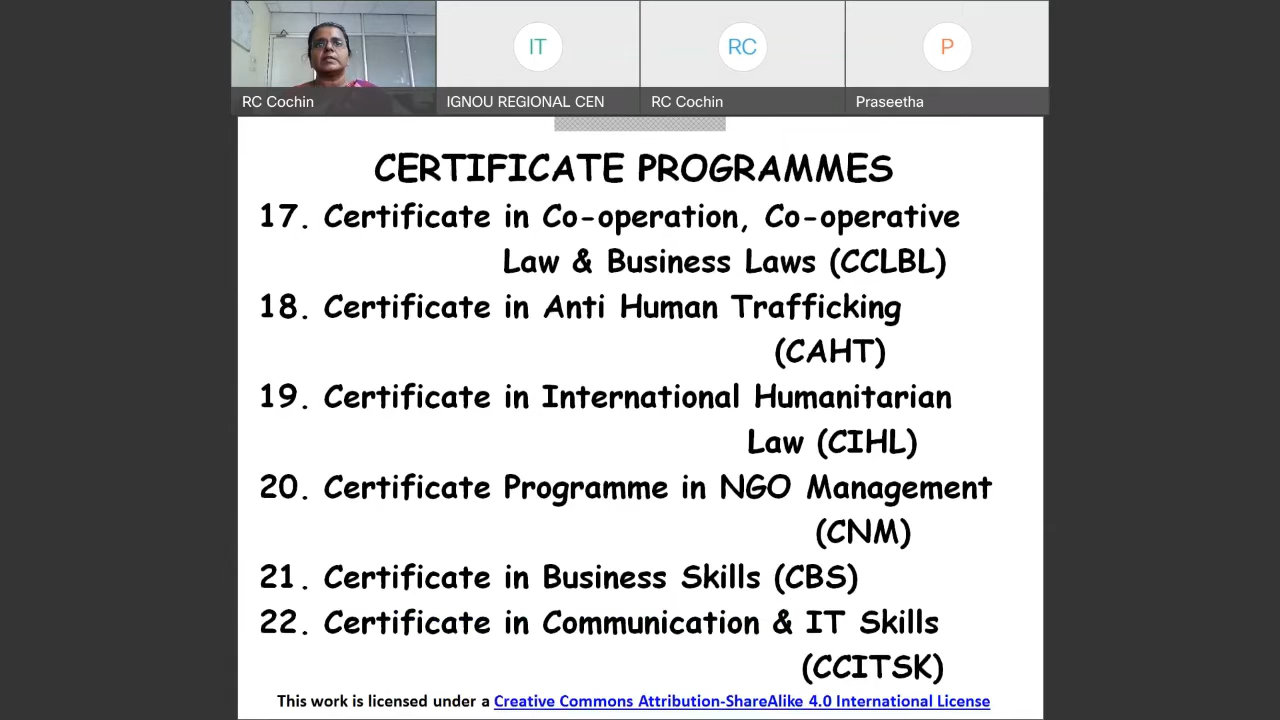 IT
RC
P
RC Cochin
IGNOU REGIONAL CEN
RC Cochin
Praseetha
CERTIFICATE PROGRAMMES
17. Certificate in Co-operation, Co-operative
Law & Business Laws (CCLBL)
18. Certificate in Anti Human Trafficking
(CAHT)
19. Certificate in International Humanitarian
Law (CIHL)
20. Certificate Programme in NGO Management
(CNM)
21. Certificate in Business Skills (CBS)
22. Certificate in Communication & IT Skills
(CCITSK)
This work is licensed under a Creative Commons Attribution-ShareAlike 4.0 International License